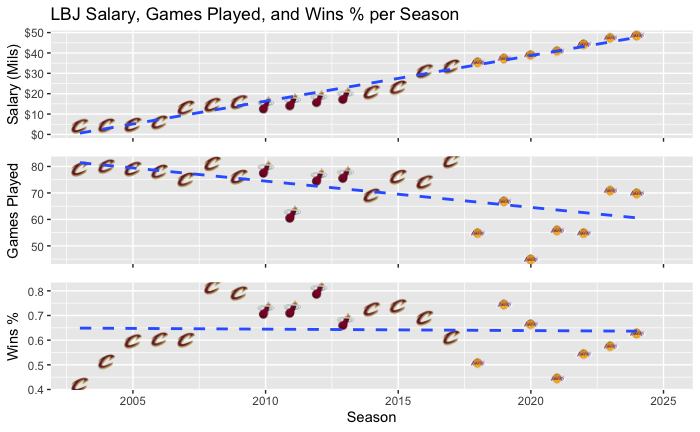 LBJ Salary, Games Played, and Wins % per Season
Salary (Mils)
$50
$40
$30
$20
$10
$0
Games Played
80
70
60
50
Wins %
0.8
0.7
0.6
0.5
0.4
2005 2010 2015 2020 2025
Season